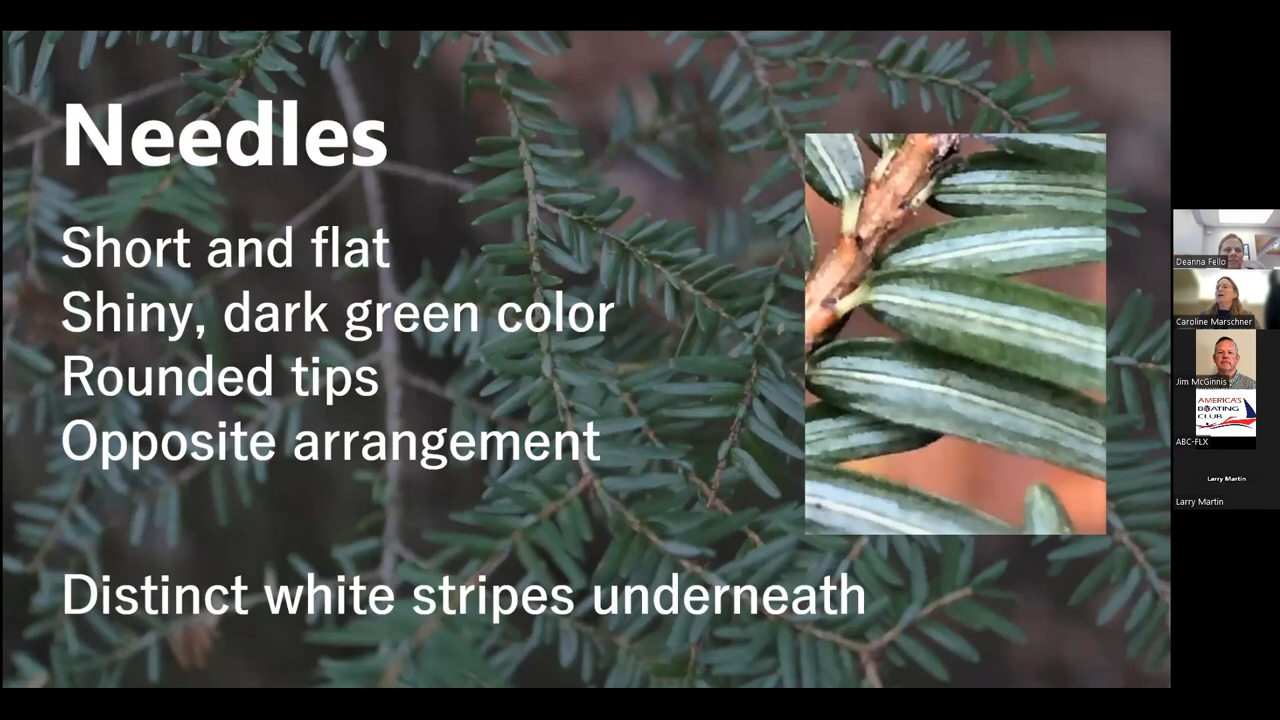 Needles
Short and flat
Shiny, dark green color
Rounded tips
Opposite arrangement
Distinct white stripes underneath
Deanna Fello
Caroline Marschner
Jim McGinnis
AMERICA'S
BOATING
CLUB
ABC-FLX
Larry Martin
Larry Martin